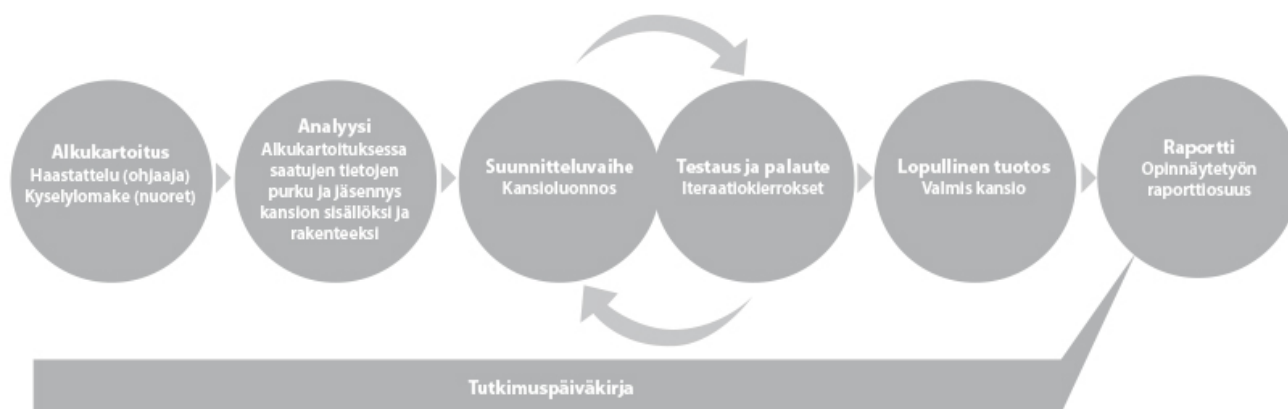 Alkukartoitus
Haastattelu (ohjaaja)
Kyselylomake (nuoret)
Analyysi
Alkukartoituksessa
saatujen tietojen
purku ja jäsennys
kansion sisällöksi ja
rakenteeksi
Suunnitteluvaihe
Kansioluonnos
Testaus ja palaute
Iteraatiokierrokset
Lopullinen tuotos
Valmis kansio
Raportti
Opinnäytetyön
raporttiosuus
Tutkimuspäiväkirja